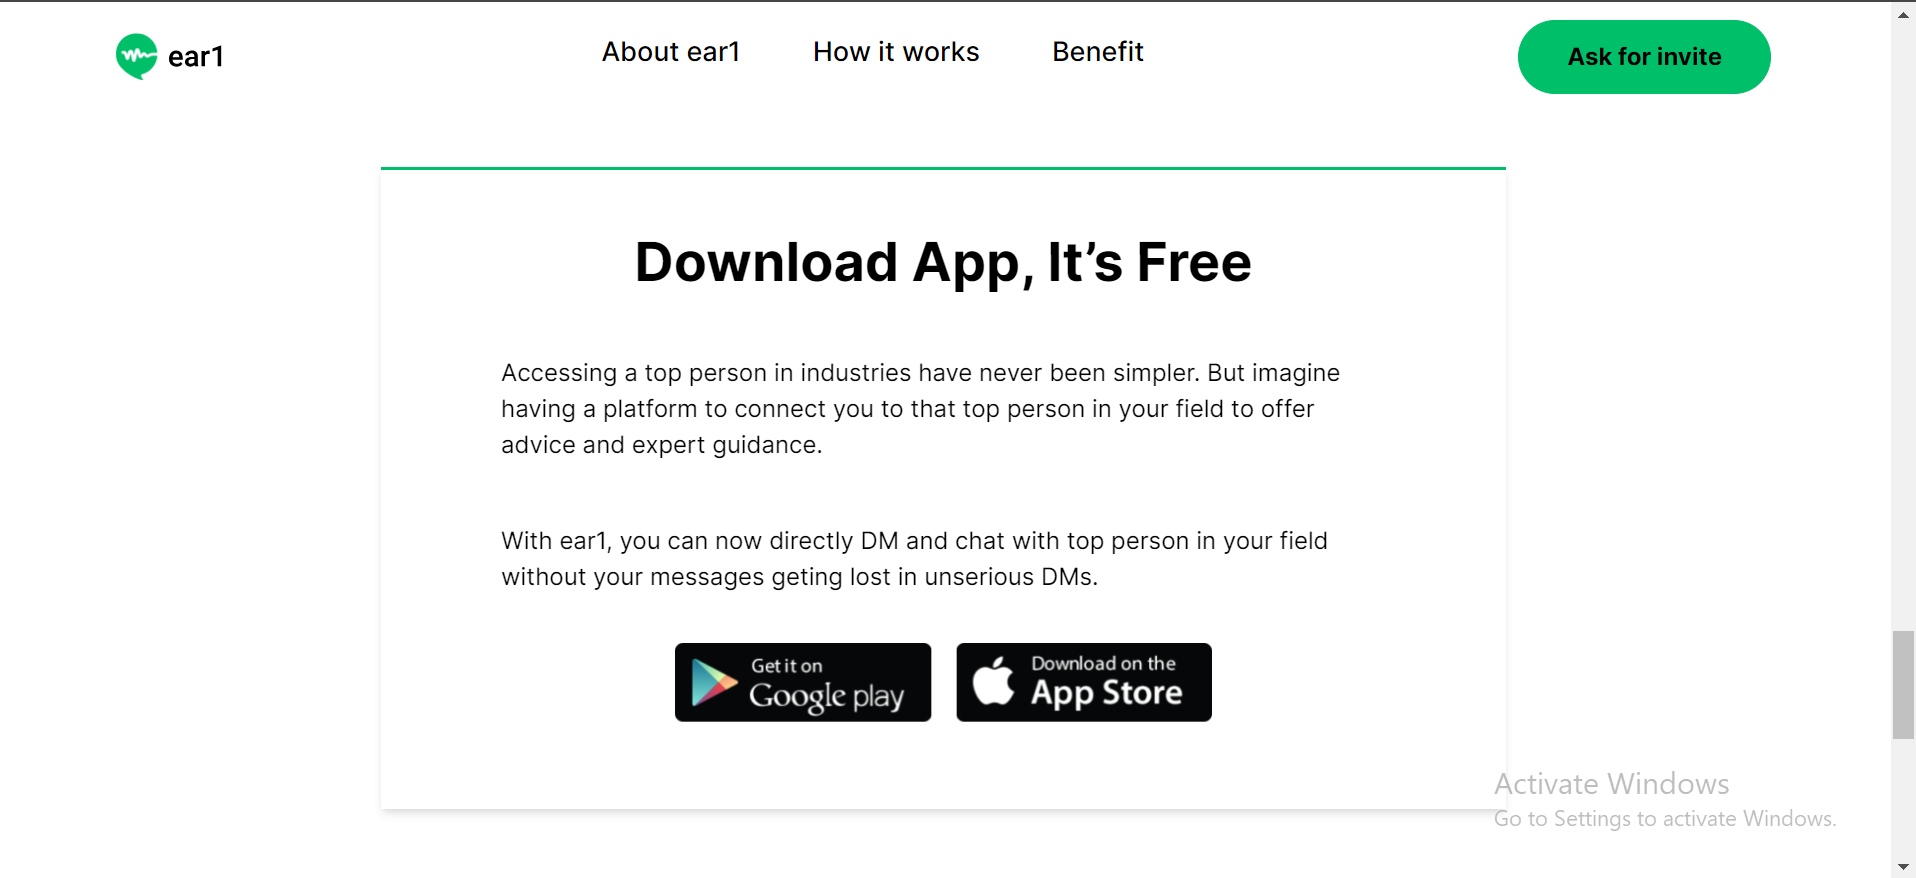 ear1
About ear1
How it works
Benefit
Ask for invite
Download App, It’s Free
Accessing a top person in industries have never been simpler. But imagine
having a platform to connect you to that top person in your field to offer
advice and expert guidance.
With ear1, you can now directly DM and chat with top person in your field
without your messages geting lost in unserious DMs.
Get it on
Google play
Download on the
App Store
Activate Windows
Go to Settings to activate Windows.